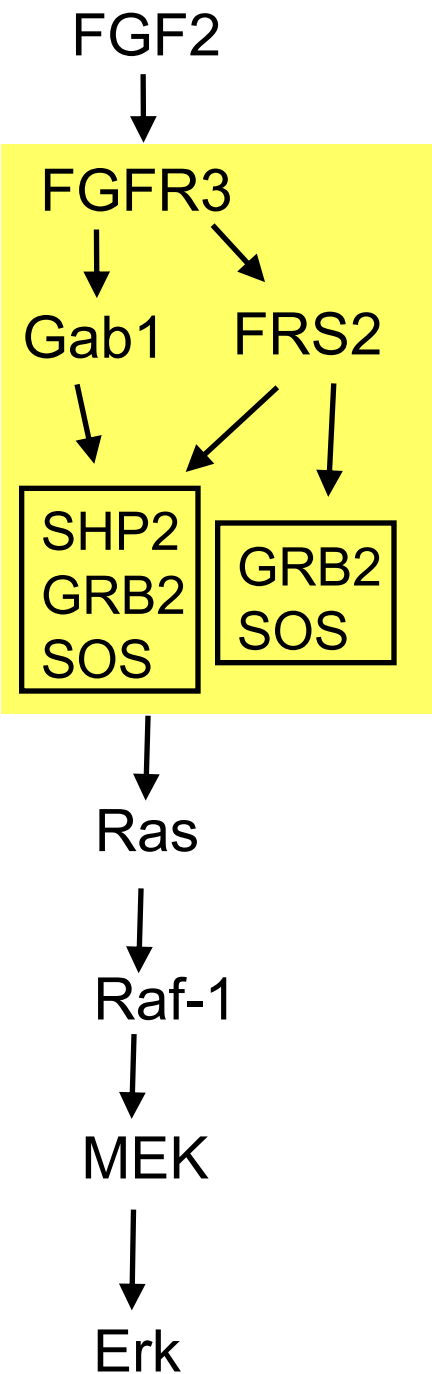 FGF2
FGFR3
Gab1
FRS2
SHP2
GRB2
SOS
GRB2
SOS
Ras
Raf-1
MEK
Erk